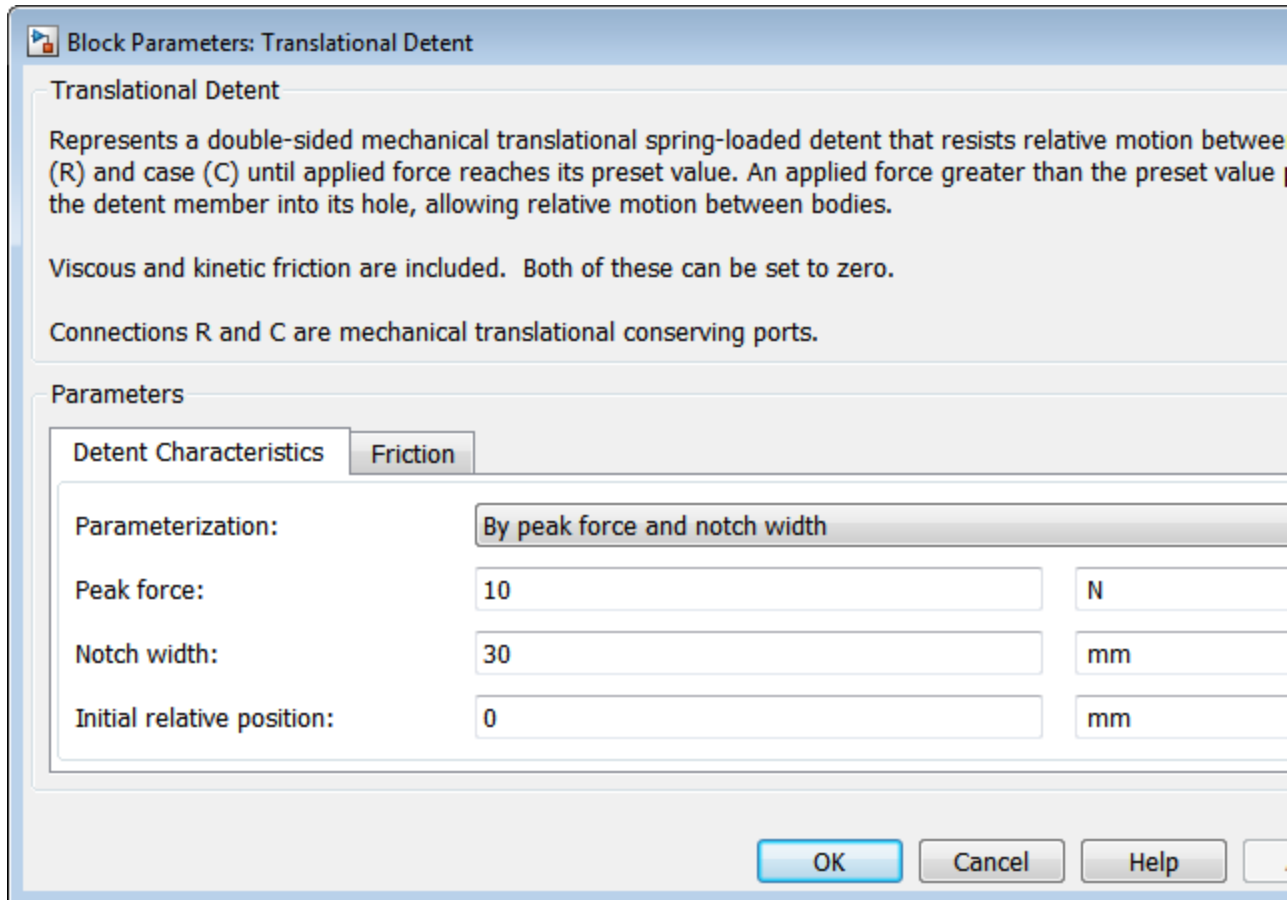 Block Parameters: Translational Detent
Translational Detent
Represents a double-sided mechanical translational spring-loaded detent that resists relative motion
(R) and case (C) until applied force reaches its preset value. An applied force greater than the preset value
the detent member into its hole, allowing relative motion between bodies.
Viscous and kinetic friction are included.  Both of these can be set to zero.
Connections R and C are mechanical translational conserving ports.
Parameters
Detent Characteristics Friction
Parameterization: By peak force and notch width
Peak force: 10 N
Notch width: 30 mm
Initial relative position: 0 mm
OK Cancel Help